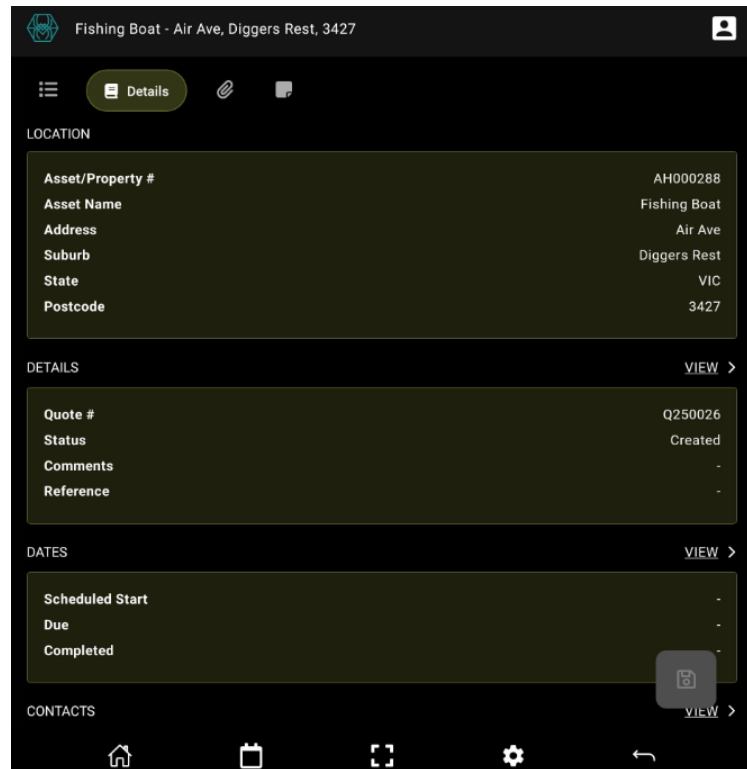 Fishing Boat - Air Ave, Diggers Rest, 3427
Details
LOCATION
Asset/Property # AH000288
Asset Name Fishing Boat
Address Air Ave
Suburb Diggers Rest
State VIC
Postcode 3427
DETAILS VIEW
Quote # Q250026
Status Created
Comments -
Reference -
DATES VIEW
Scheduled Start -
Due -
Completed -
CONTACTS VIEW